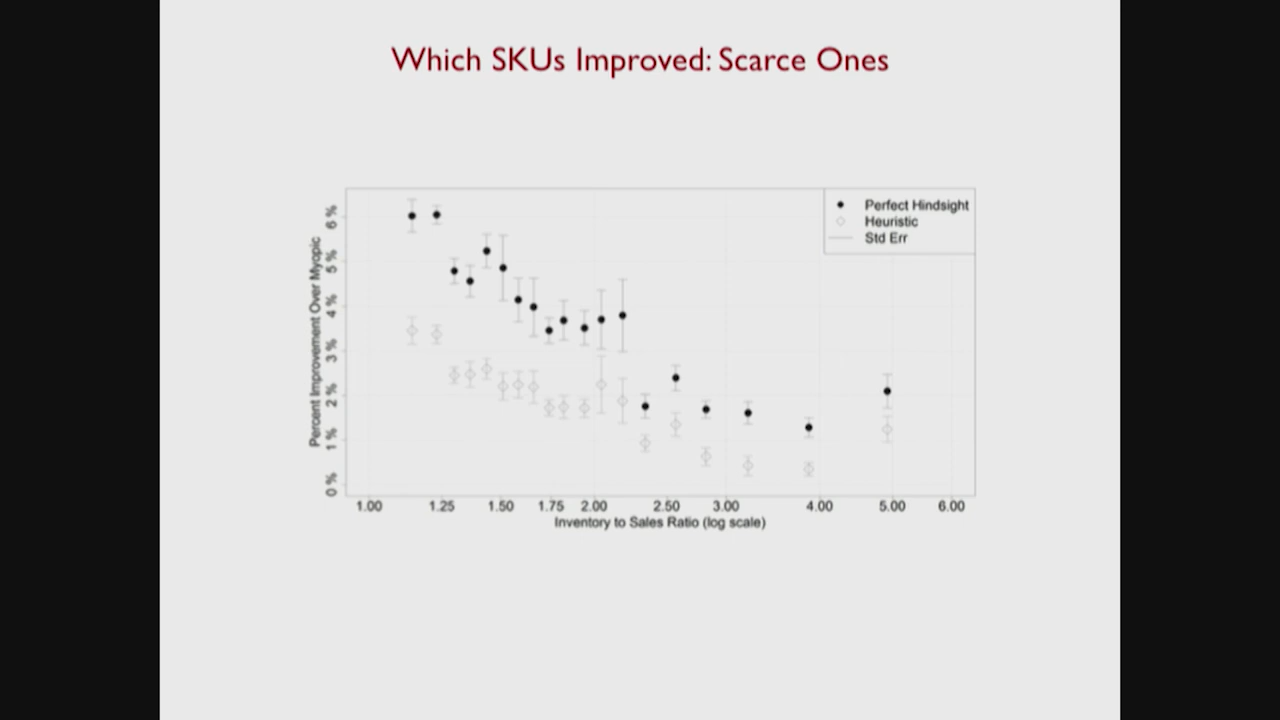 Which SKUs Improved: Scarce Ones
Perfect Hindsight
Heuristic
Std Err
Percent Improvement Over Myopic
6 %
5 %
4 %
3 %
2 %
1 %
0 %
1.00 1.25 1.50 1.75 2.00 2.50 3.00 4.00 5.00 6.00
Inventory to Sales Ratio (log scale)